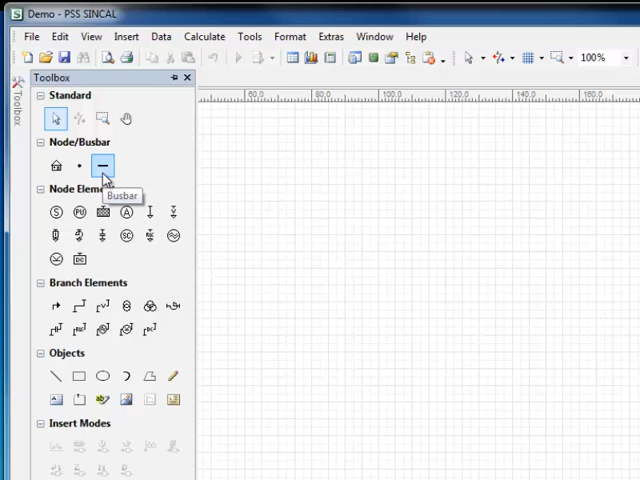 Demo - PSS SINCAL
File Edit View Insert Data Calculate Tools Format Extras Window Help
100%
Toolbox
Toolbox
60,0 80,0 100,0 120,0 140,0 160,0
Standard
Node/Busbar
Busbar
Node Elem
Branch Elements
Objects
Insert Modes